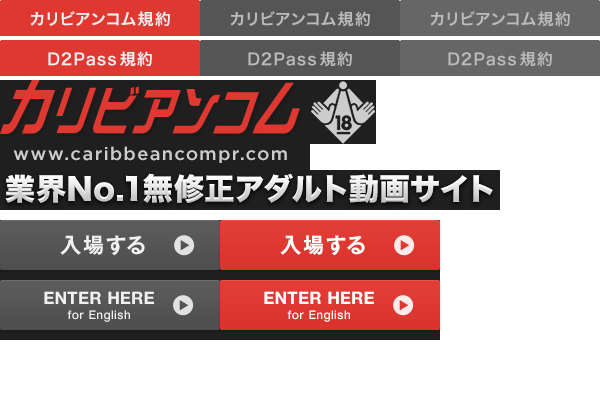 カリビアンコム規約 カリビアンコム規約 カリビアンコム規約
D2Pass規約 D2Pass規約 D2Pass規約
カリビアンコム 18
www.caribbeancompr.com
業界No.1無修正アダルト動画サイト
入場する 入場する
ENTER HERE ENTER HERE
for English for English